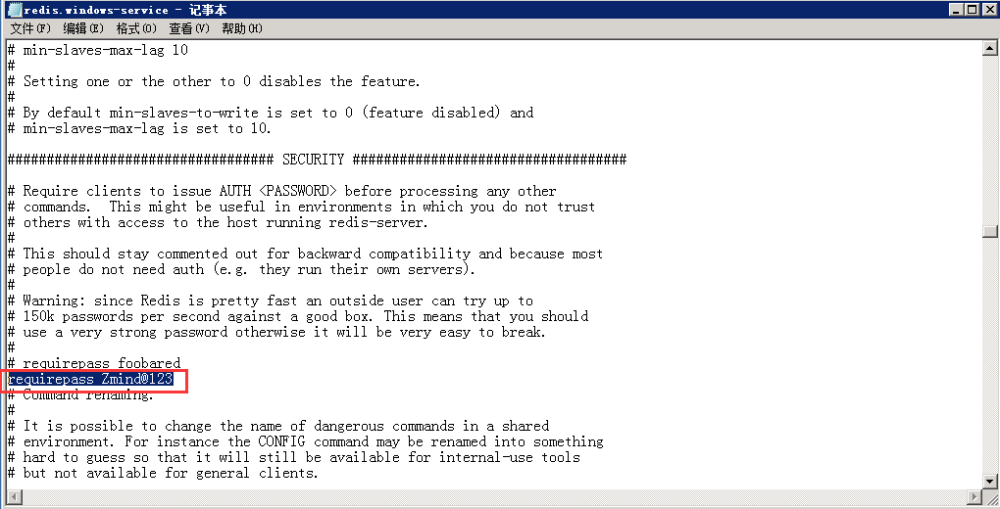 redis.windows-service - 记事本
文件(F) 编辑(E) 格式(O) 查看(V) 帮助(H)
# min-slaves-max-lag 10
#
# Setting one or the other to 0 disables the feature.
#
# By default min-slaves-to-write is set to 0 (feature disabled) and
# min-slaves-max-lag is set to 10.
################################## SECURITY ###################################
# Require clients to issue AUTH <PASSWORD> before processing any other
# commands.  This might be useful in environments in which you do not trust
# others with access to the host running redis-server.
#
# This should stay commented out for backward compatibility and because most
# people do not need auth (e.g. they run their own servers).
#
# Warning: since Redis is pretty fast an outside user can try up to
# 150k passwords per second against a good box. This means that you should
# use a very strong password otherwise it will be very easy to break.
#
# requirepass foobared
requirepass Zmind@123
# Command renaming.
#
# It is possible to change the name of dangerous commands in a shared
# environment. For instance the CONFIG command may be renamed into something
# hard to guess so that it will still be available for internal-use tools
# but not available for general clients.